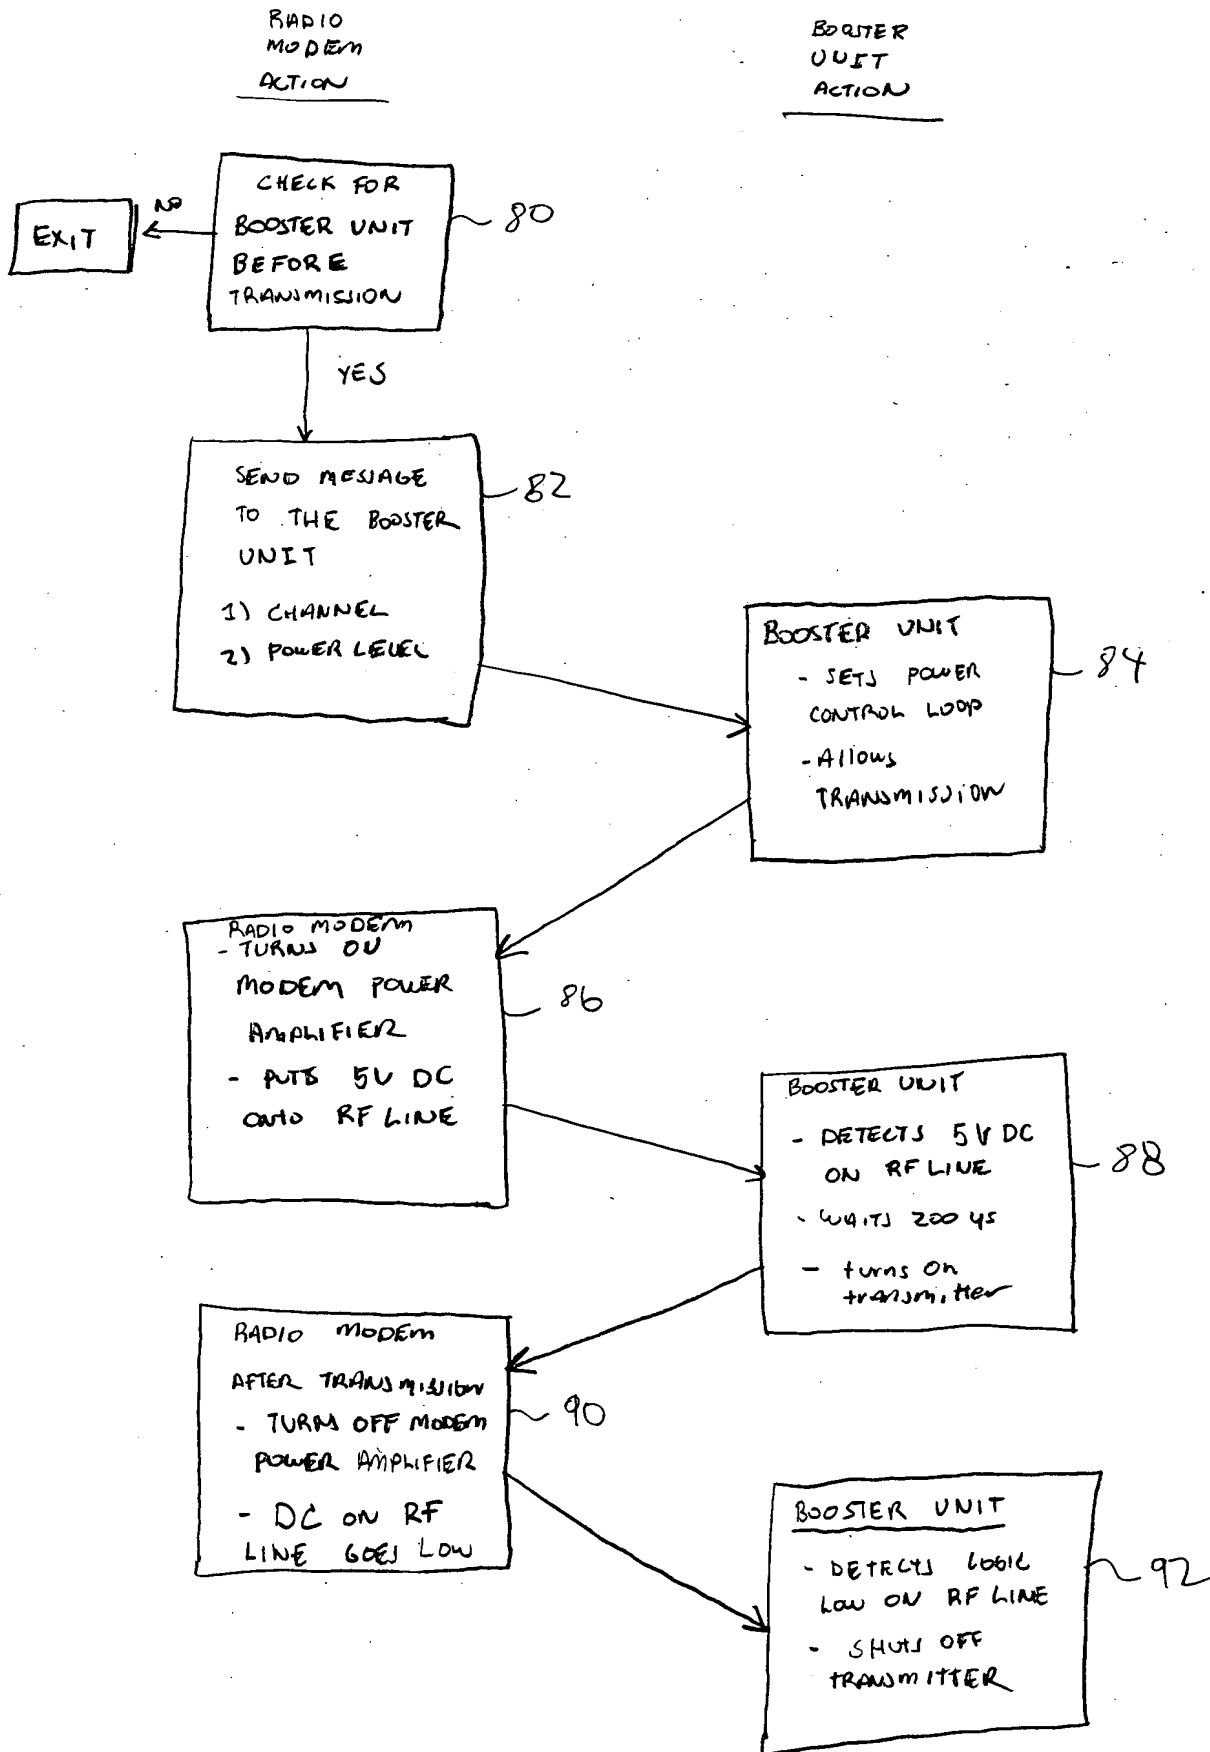 RADIO
MODEM
ACTION
BOOSTER
UNIT
ACTION
CHECK FOR
BOOSTER UNIT
BEFORE
TRANSMISSION
80
NO
EXIT
YES
SEND MESSAGE
TO THE BOOSTER
UNIT
1) CHANNEL
2) POWER LEVEL
82
BOOSTER UNIT
- SETS POWER
CONTROL LOOP
- Allows
TRANSMISSION
84
RADIO MODEM
- TURNS ON
MODEM POWER
AMPLIFIER
- PUTS 5V DC
ONTO RF LINE
86
BOOSTER UNIT
- DETECTS 5V DC
ON RF LINE
- WAITS 200 µs
- turns On
transmitter
88
RADIO MODEM
AFTER TRANSMISSION
- TURNS OFF MODEM
POWER AMPLIFIER
- DC ON RF
LINE GOES LOW
90
BOOSTER UNIT
- DETECTS LOGIC
LOW ON RF LINE
- SHUTS OFF
TRANSMITTER
92